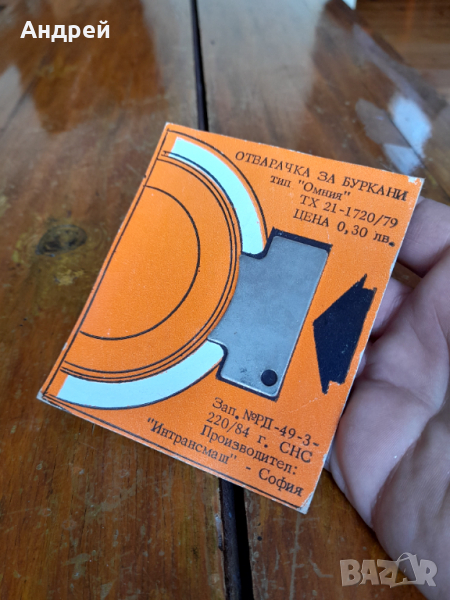 Андрей
ОТВАРАЧКА ЗА БУРКАНИ
тип "Омния"
ТХ 21-1720/79
ЦЕНА 0,30 лв.
Зап. №РД-49-3-
220/84 г. СНС
Производител:
"Интрансмаш" - София
BAZAR